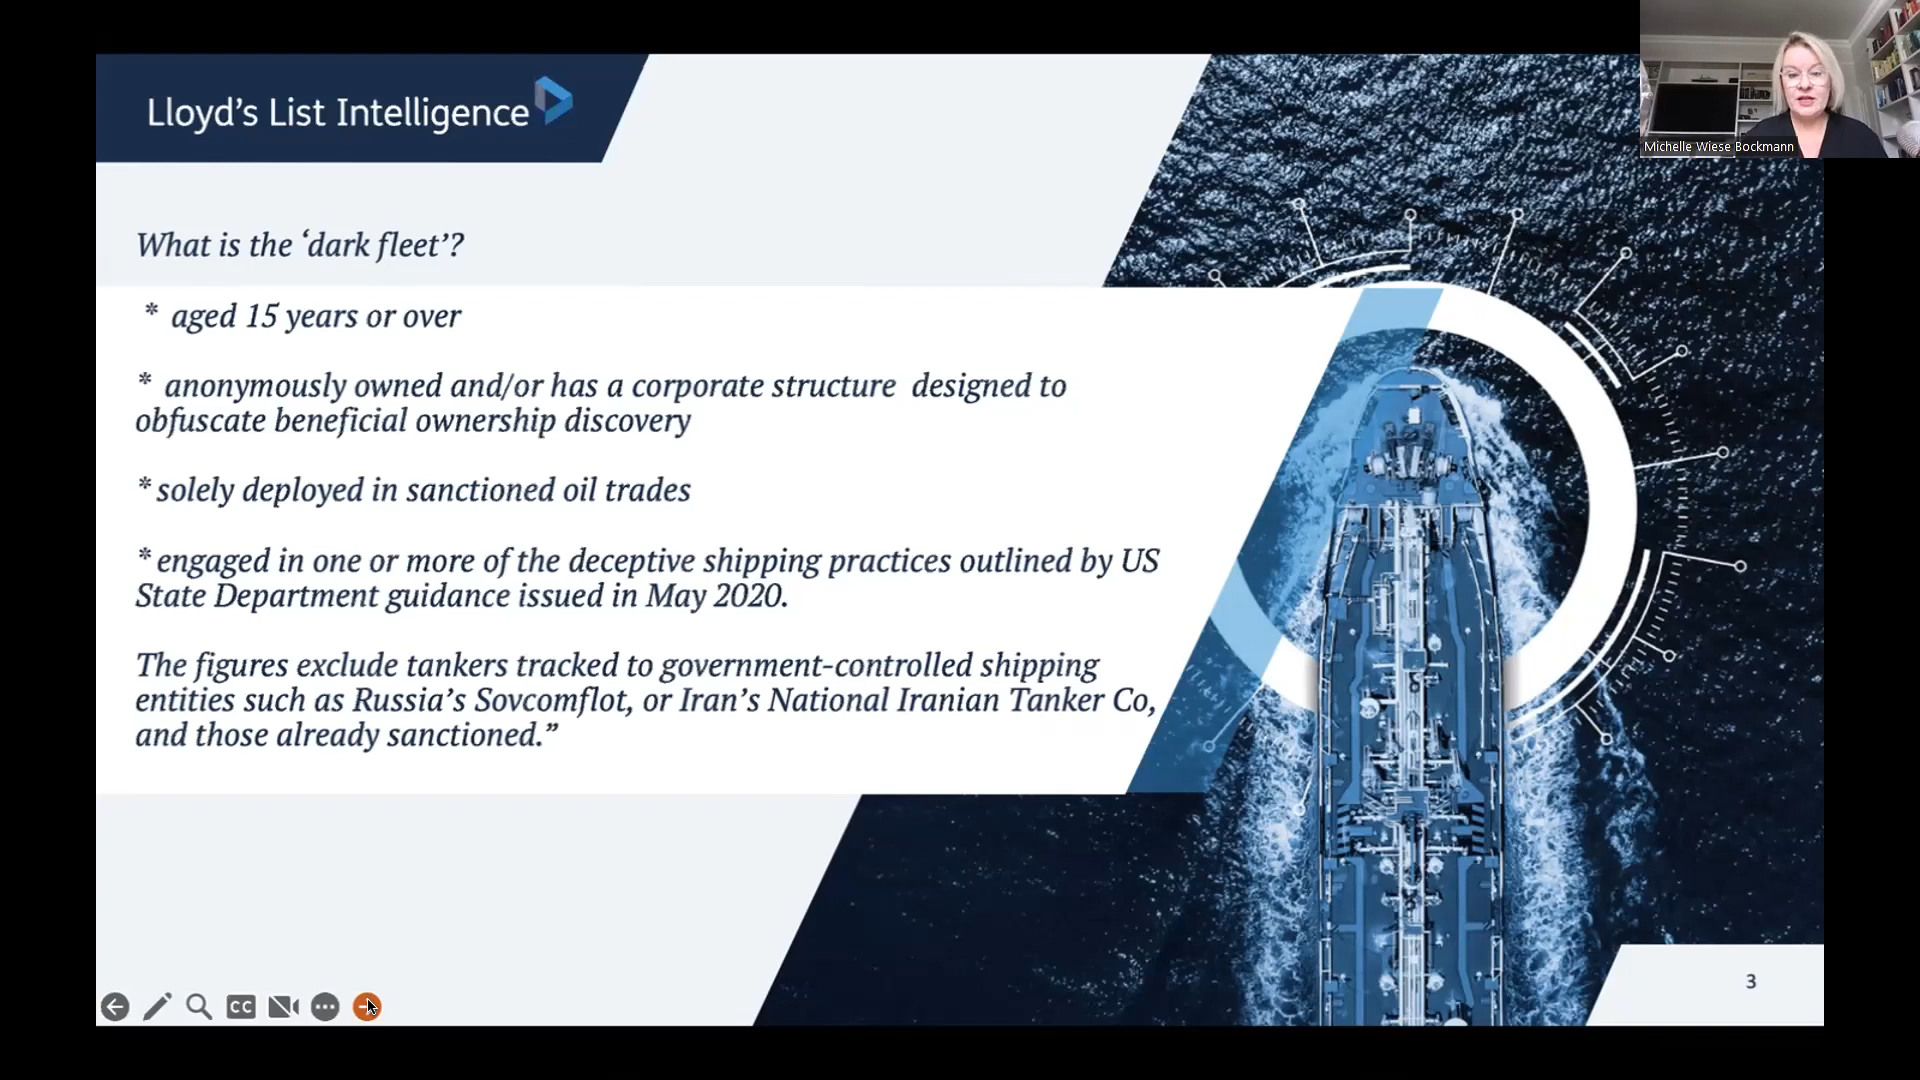 Lloyd's List Intelligence
Michelle Wiese Bockmann
What is the ‘dark fleet’?
* aged 15 years or over
* anonymously owned and/or has a corporate structure designed to
obfuscate beneficial ownership discovery
* solely deployed in sanctioned oil trades
* engaged in one or more of the deceptive shipping practices outlined by US
State Department guidance issued in May 2020.
The figures exclude tankers tracked to government-controlled shipping
entities such as Russia’s Sovcomflot, or Iran’s National Iranian Tanker Co,
and those already sanctioned.”
CC
3